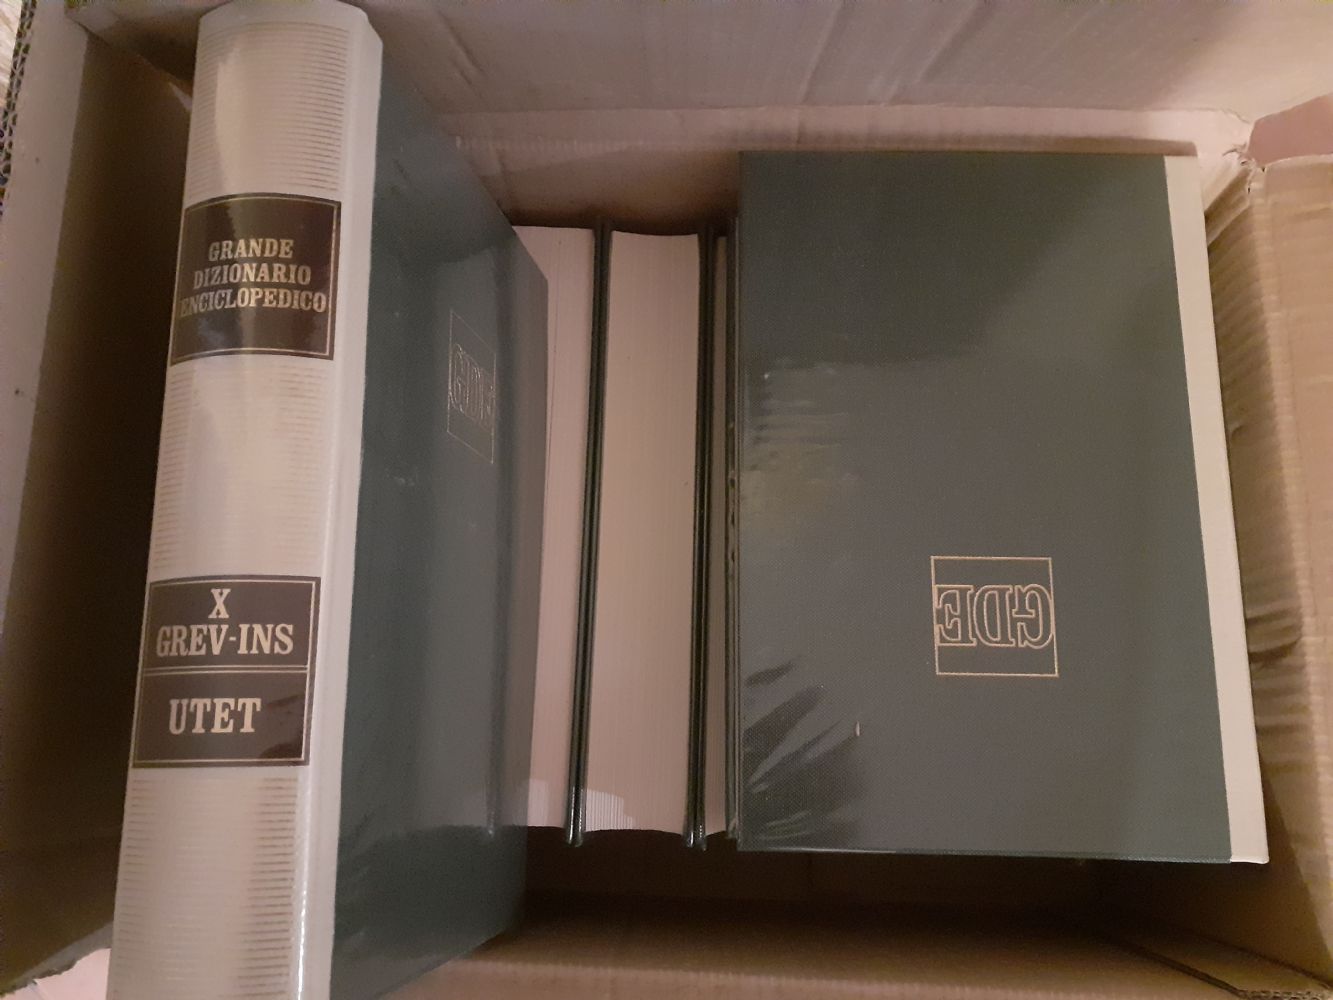 GRANDE
DIZIONARIO
ENCICLOPEDICO
X
GREV-INS
UTET
GDE
GDE